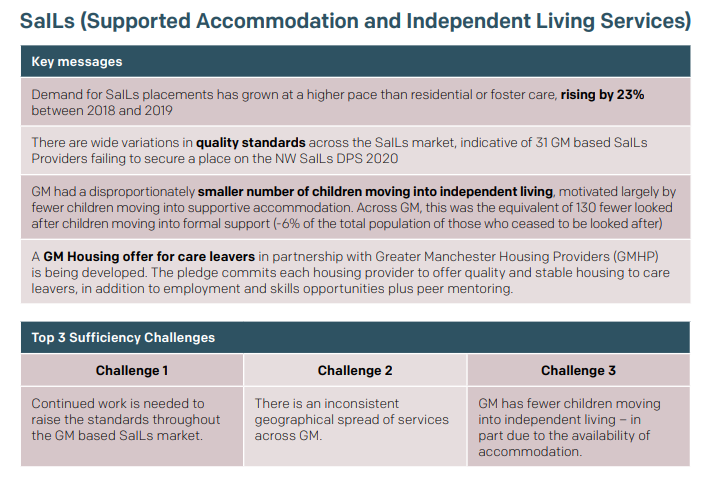 SaILs (Supported Accommodation and Independent Living Services)
Key messages
Demand for SaILs placements has grown at a higher pace than residential or foster care, rising by 23%
between 2018 and 2019
There are wide variations in quality standards across the SaILs market, indicative of 31 GM based SaILs
Providers failing to secure a place on the NW SaILs DPS 2020
GM had a disproportionately smaller number of children moving into independent living, motivated largely by
fewer children moving into supportive accommodation. Across GM, this was the equivalent of 130 fewer looked
after children moving into formal support (-6% of the total population of those who ceased to be looked after)
A GM Housing offer for care leavers in partnership with Greater Manchester Housing Providers (GMHP)
is being developed. The pledge commits each housing provider to offer quality and stable housing to care
leavers, in addition to employment and skills opportunities plus peer mentoring.
Top 3 Sufficiency Challenges
Challenge 1
Challenge 2
Challenge 3
Continued work is needed to
raise the standards throughout
the GM based SaILs market.
There is an inconsistent
geographical spread of services
across GM.
GM has fewer children moving
into independent living – in
part due to the availability of
accommodation.